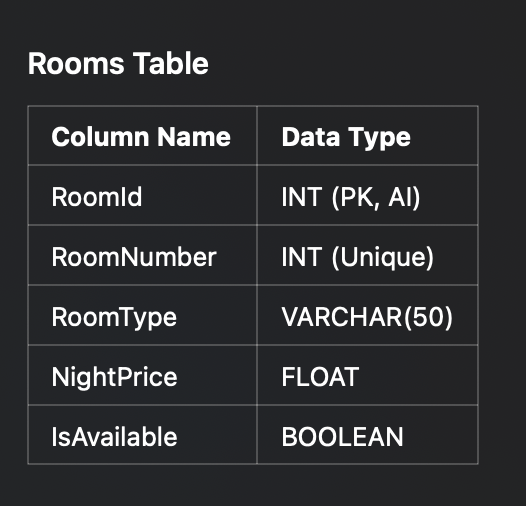 Rooms Table
Column Name Data Type
RoomId INT (PK, AI)
RoomNumber INT (Unique)
RoomType VARCHAR(50)
NightPrice FLOAT
IsAvailable BOOLEAN